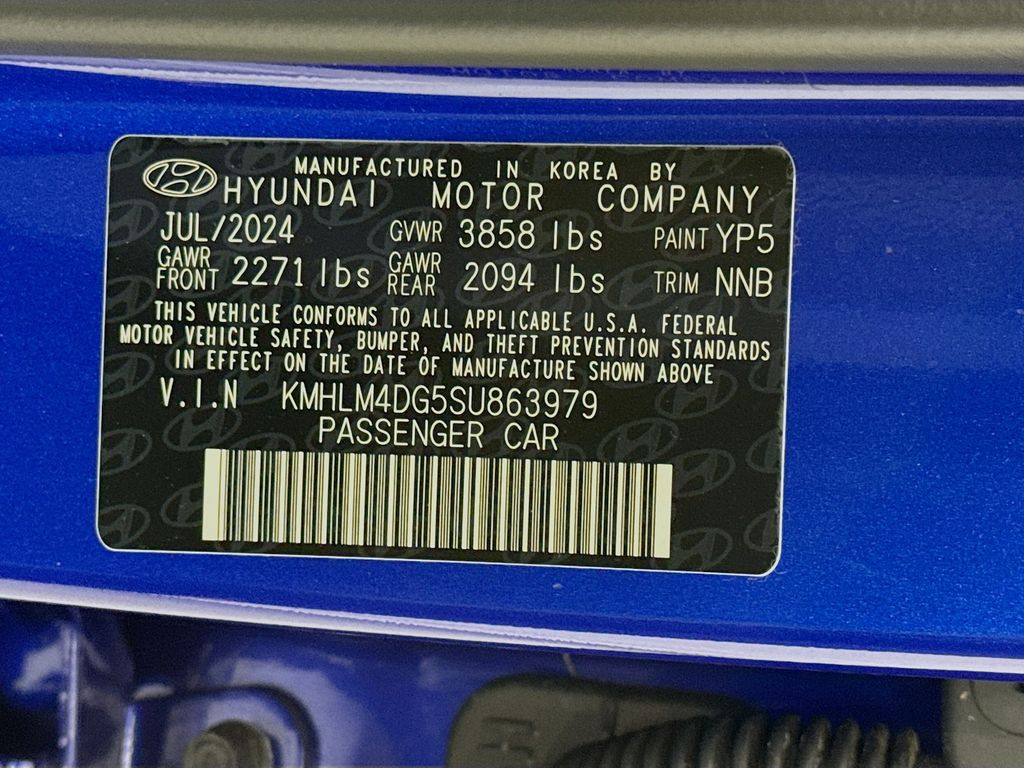 MANUFACTURED IN KOREA BY
HYUNDAI MOTOR COMPANY
JUL/2024 GVWR 3858 lbs PAINT YP5
GAWR FRONT 2271 lbs GAWR REAR 2094 lbs TRIM NNB
THIS VEHICLE CONFORMS TO ALL APPLICABLE U.S.A. FEDERAL
MOTOR VEHICLE SAFETY, BUMPER, AND THEFT PREVENTION STANDARDS
IN EFFECT ON THE DATE OF MANUFACTURE SHOWN ABOVE
V.I.N KMHLM4DG5SU863979
PASSENGER CAR